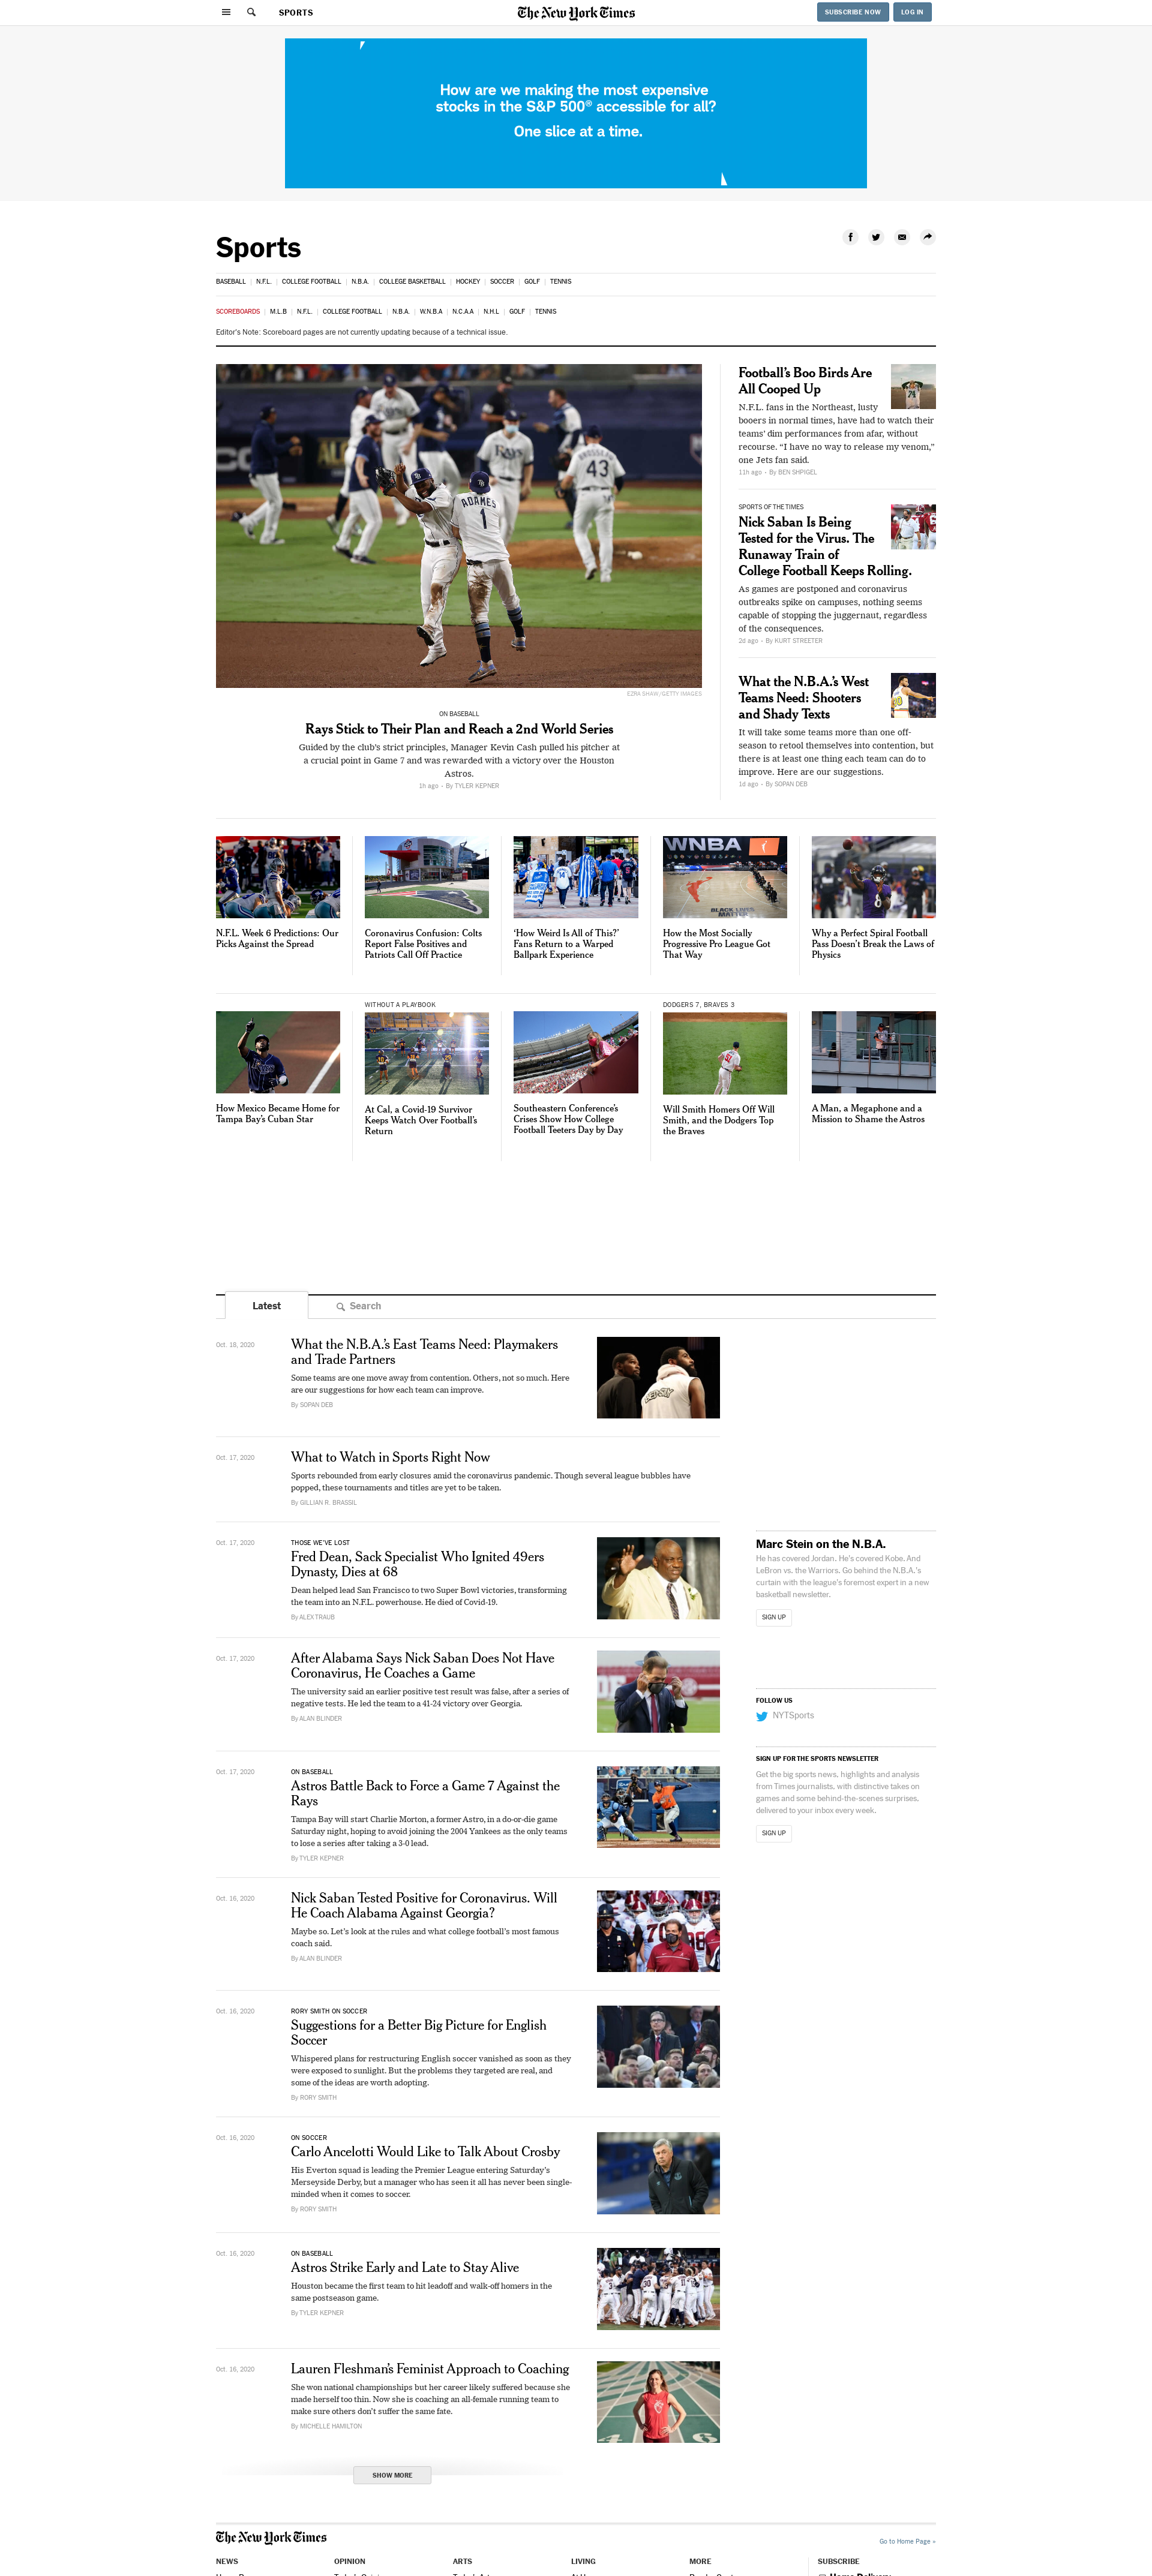 SPORTS
The New York Times
SUBSCRIBE NOW
LOG IN
How are we making the most expensive
stocks in the S&P 500® accessible for all?
One slice at a time.
Sports
BASEBALL | N.F.L. | COLLEGE FOOTBALL | N.B.A. | COLLEGE BASKETBALL | HOCKEY | SOCCER | GOLF | TENNIS
SCOREBOARDS | M.L.B | N.F.L. | COLLEGE FOOTBALL | N.B.A. | W.N.B.A | N.C.A.A | N.H.L | GOLF | TENNIS
Editor's Note: Scoreboard pages are not currently updating because of a technical issue.
ADAMES
1
43
EZRA SHAW/GETTY IMAGES
ON BASEBALL
Rays Stick to Their Plan and Reach a 2nd World Series
Guided by the club's strict principles, Manager Kevin Cash pulled his pitcher at
a crucial point in Game 7 and was rewarded with a victory over the Houston
Astros.
1h ago - By TYLER KEPNER
Football's Boo Birds Are
All Cooped Up
N.F.L. fans in the Northeast, lusty
booers in normal times, have had to watch their
teams' dim performances from afar, without
recourse. “I have no way to release my venom,”
one Jets fan said.
11h ago - By BEN SHPIGEL
SPORTS OF THE TIMES
Nick Saban Is Being
Tested for the Virus. The
Runaway Train of
College Football Keeps Rolling.
As games are postponed and coronavirus
outbreaks spike on campuses, nothing seems
capable of stopping the juggernaut, regardless
of the consequences.
2d ago - By KURT STREETER
What the N.B.A.'s West
Teams Need: Shooters
and Shady Texts
It will take some teams more than one off-
season to retool themselves into contention, but
there is at least one thing each team can do to
improve. Here are our suggestions.
1d ago - By SOPAN DEB
N.F.L. Week 6 Predictions: Our
Picks Against the Spread
Coronavirus Confusion: Colts
Report False Positives and
Patriots Call Off Practice
‘How Weird Is All of This?’
Fans Return to a Warped
Ballpark Experience
WNBA
BLACK LIVES
MATTER
How the Most Socially
Progressive Pro League Got
That Way
8
Why a Perfect Spiral Football
Pass Doesn't Break the Laws of
Physics
How Mexico Became Home for
Tampa Bay's Cuban Star
WITHOUT A PLAYBOOK
At Cal, a Covid-19 Survivor
Keeps Watch Over Football's
Return
Southeastern Conference's
Crises Show How College
Football Teeters Day by Day
DODGERS 7, BRAVES 3
Will Smith Homers Off Will
Smith, and the Dodgers Top
the Braves
A Man, a Megaphone and a
Mission to Shame the Astros
Latest
Search
Oct. 18, 2020
What the N.B.A.'s East Teams Need: Playmakers
and Trade Partners
Some teams are one move away from contention. Others, not so much. Here
are our suggestions for how each team can improve.
By SOPAN DEB
Oct. 17, 2020
What to Watch in Sports Right Now
Sports rebounded from early closures amid the coronavirus pandemic. Though several league bubbles have
popped, these tournaments and titles are yet to be taken.
By GILLIAN R. BRASSIL
Oct. 17, 2020
THOSE WE'VE LOST
Fred Dean, Sack Specialist Who Ignited 49ers
Dynasty, Dies at 68
Dean helped lead San Francisco to two Super Bowl victories, transforming
the team into an N.F.L. powerhouse. He died of Covid-19.
By ALEX TRAUB
Oct. 17, 2020
After Alabama Says Nick Saban Does Not Have
Coronavirus, He Coaches a Game
The university said an earlier positive test result was false, after a series of
negative tests. He led the team to a 41-24 victory over Georgia.
By ALAN BLINDER
Oct. 17, 2020
ON BASEBALL
Astros Battle Back to Force a Game 7 Against the
Rays
Tampa Bay will start Charlie Morton, a former Astro, in a do-or-die game
Saturday night, hoping to avoid joining the 2004 Yankees as the only teams
to lose a series after taking a 3-0 lead.
By TYLER KEPNER
Oct. 16, 2020
Nick Saban Tested Positive for Coronavirus. Will
He Coach Alabama Against Georgia?
Maybe so. Let's look at the rules and what college football's most famous
coach said.
By ALAN BLINDER
Oct. 16, 2020
RORY SMITH ON SOCCER
Suggestions for a Better Big Picture for English
Soccer
Whispered plans for restructuring English soccer vanished as soon as they
were exposed to sunlight. But the problems they targeted are real, and
some of the ideas are worth adopting.
By RORY SMITH
Oct. 16, 2020
ON SOCCER
Carlo Ancelotti Would Like to Talk About Crosby
His Everton squad is leading the Premier League entering Saturday's
Merseyside Derby, but a manager who has seen it all has never been single-
minded when it comes to soccer.
By RORY SMITH
Oct. 16, 2020
ON BASEBALL
Astros Strike Early and Late to Stay Alive
Houston became the first team to hit leadoff and walk-off homers in the
same postseason game.
By TYLER KEPNER
Oct. 16, 2020
Lauren Fleshman's Feminist Approach to Coaching
She won national championships but her career likely suffered because she
made herself too thin. Now she is coaching an all-female running team to
make sure others don't suffer the same fate.
By MICHELLE HAMILTON
SHOW MORE
Marc Stein on the N.B.A.
He has covered Jordan. He's covered Kobe. And
LeBron vs. the Warriors. Go behind the N.B.A.'s
curtain with the league's foremost expert in a new
basketball newsletter.
SIGN UP
FOLLOW US
NYTSports
SIGN UP FOR THE SPORTS NEWSLETTER
Get the big sports news, highlights and analysis
from Times journalists, with distinctive takes on
games and some behind-the-scenes surprises,
delivered to your inbox every week.
SIGN UP
The New York Times
Go to Home Page »
NEWS
OPINION
ARTS
LIVING
MORE
SUBSCRIBE